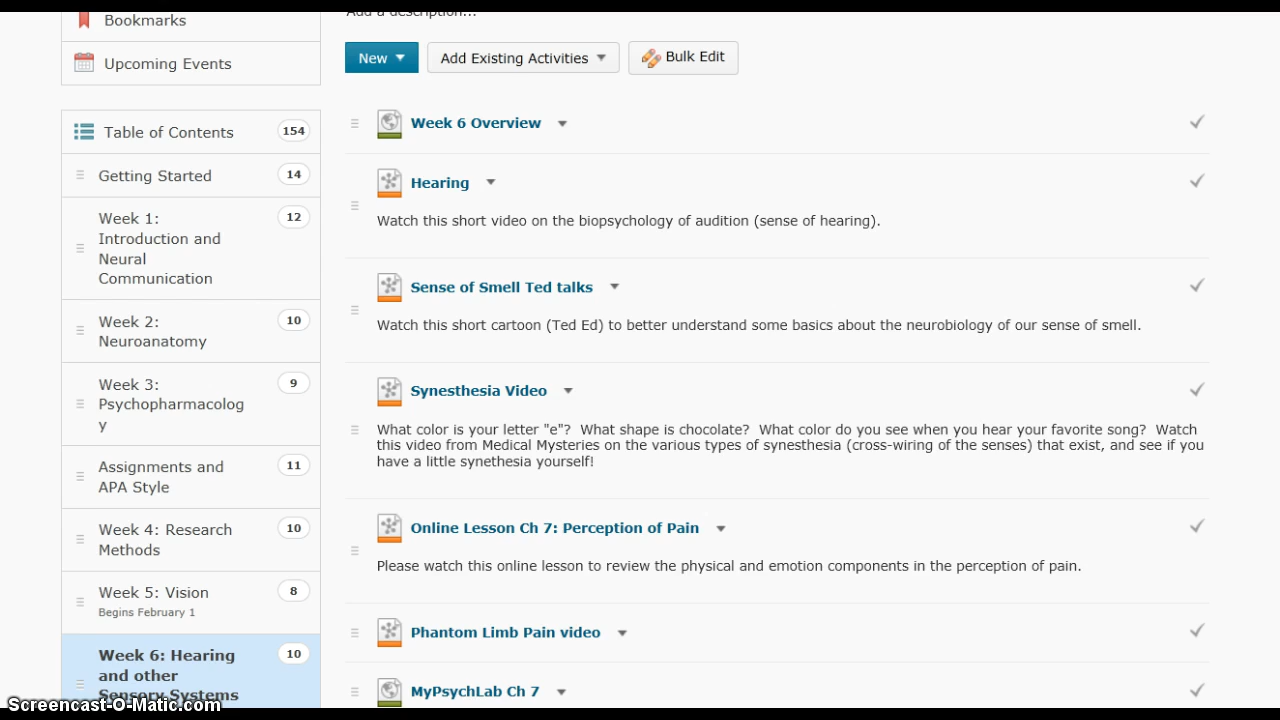 Bookmarks
Upcoming Events
Table of Contents 154
Getting Started 14
Week 1: 12
Introduction and
Neural
Communication
Week 2: 10
Neuroanatomy
Week 3: 9
Psychopharmacolog
y
Assignments and 11
APA Style
Week 4: Research 10
Methods
Week 5: Vision 8
Begins February 1
Week 6: Hearing 10
and other
Sensory Systems
Add a description...
New Add Existing Activities Bulk Edit
Week 6 Overview
Hearing
Watch this short video on the biopsychology of audition (sense of hearing).
Sense of Smell Ted talks
Watch this short cartoon (Ted Ed) to better understand some basics about the neurobiology of our sense of smell.
Synesthesia Video
What color is your letter "e"?  What shape is chocolate?  What color do you see when you hear your favorite song?  Watch
this video from Medical Mysteries on the various types of synesthesia (cross-wiring of the senses) that exist, and see if you
have a little synethesia yourself!
Online Lesson Ch 7: Perception of Pain
Please watch this online lesson to review the physical and emotion components in the perception of pain.
Phantom Limb Pain video
MyPsychLab Ch 7
Screencast-O-Matic.com